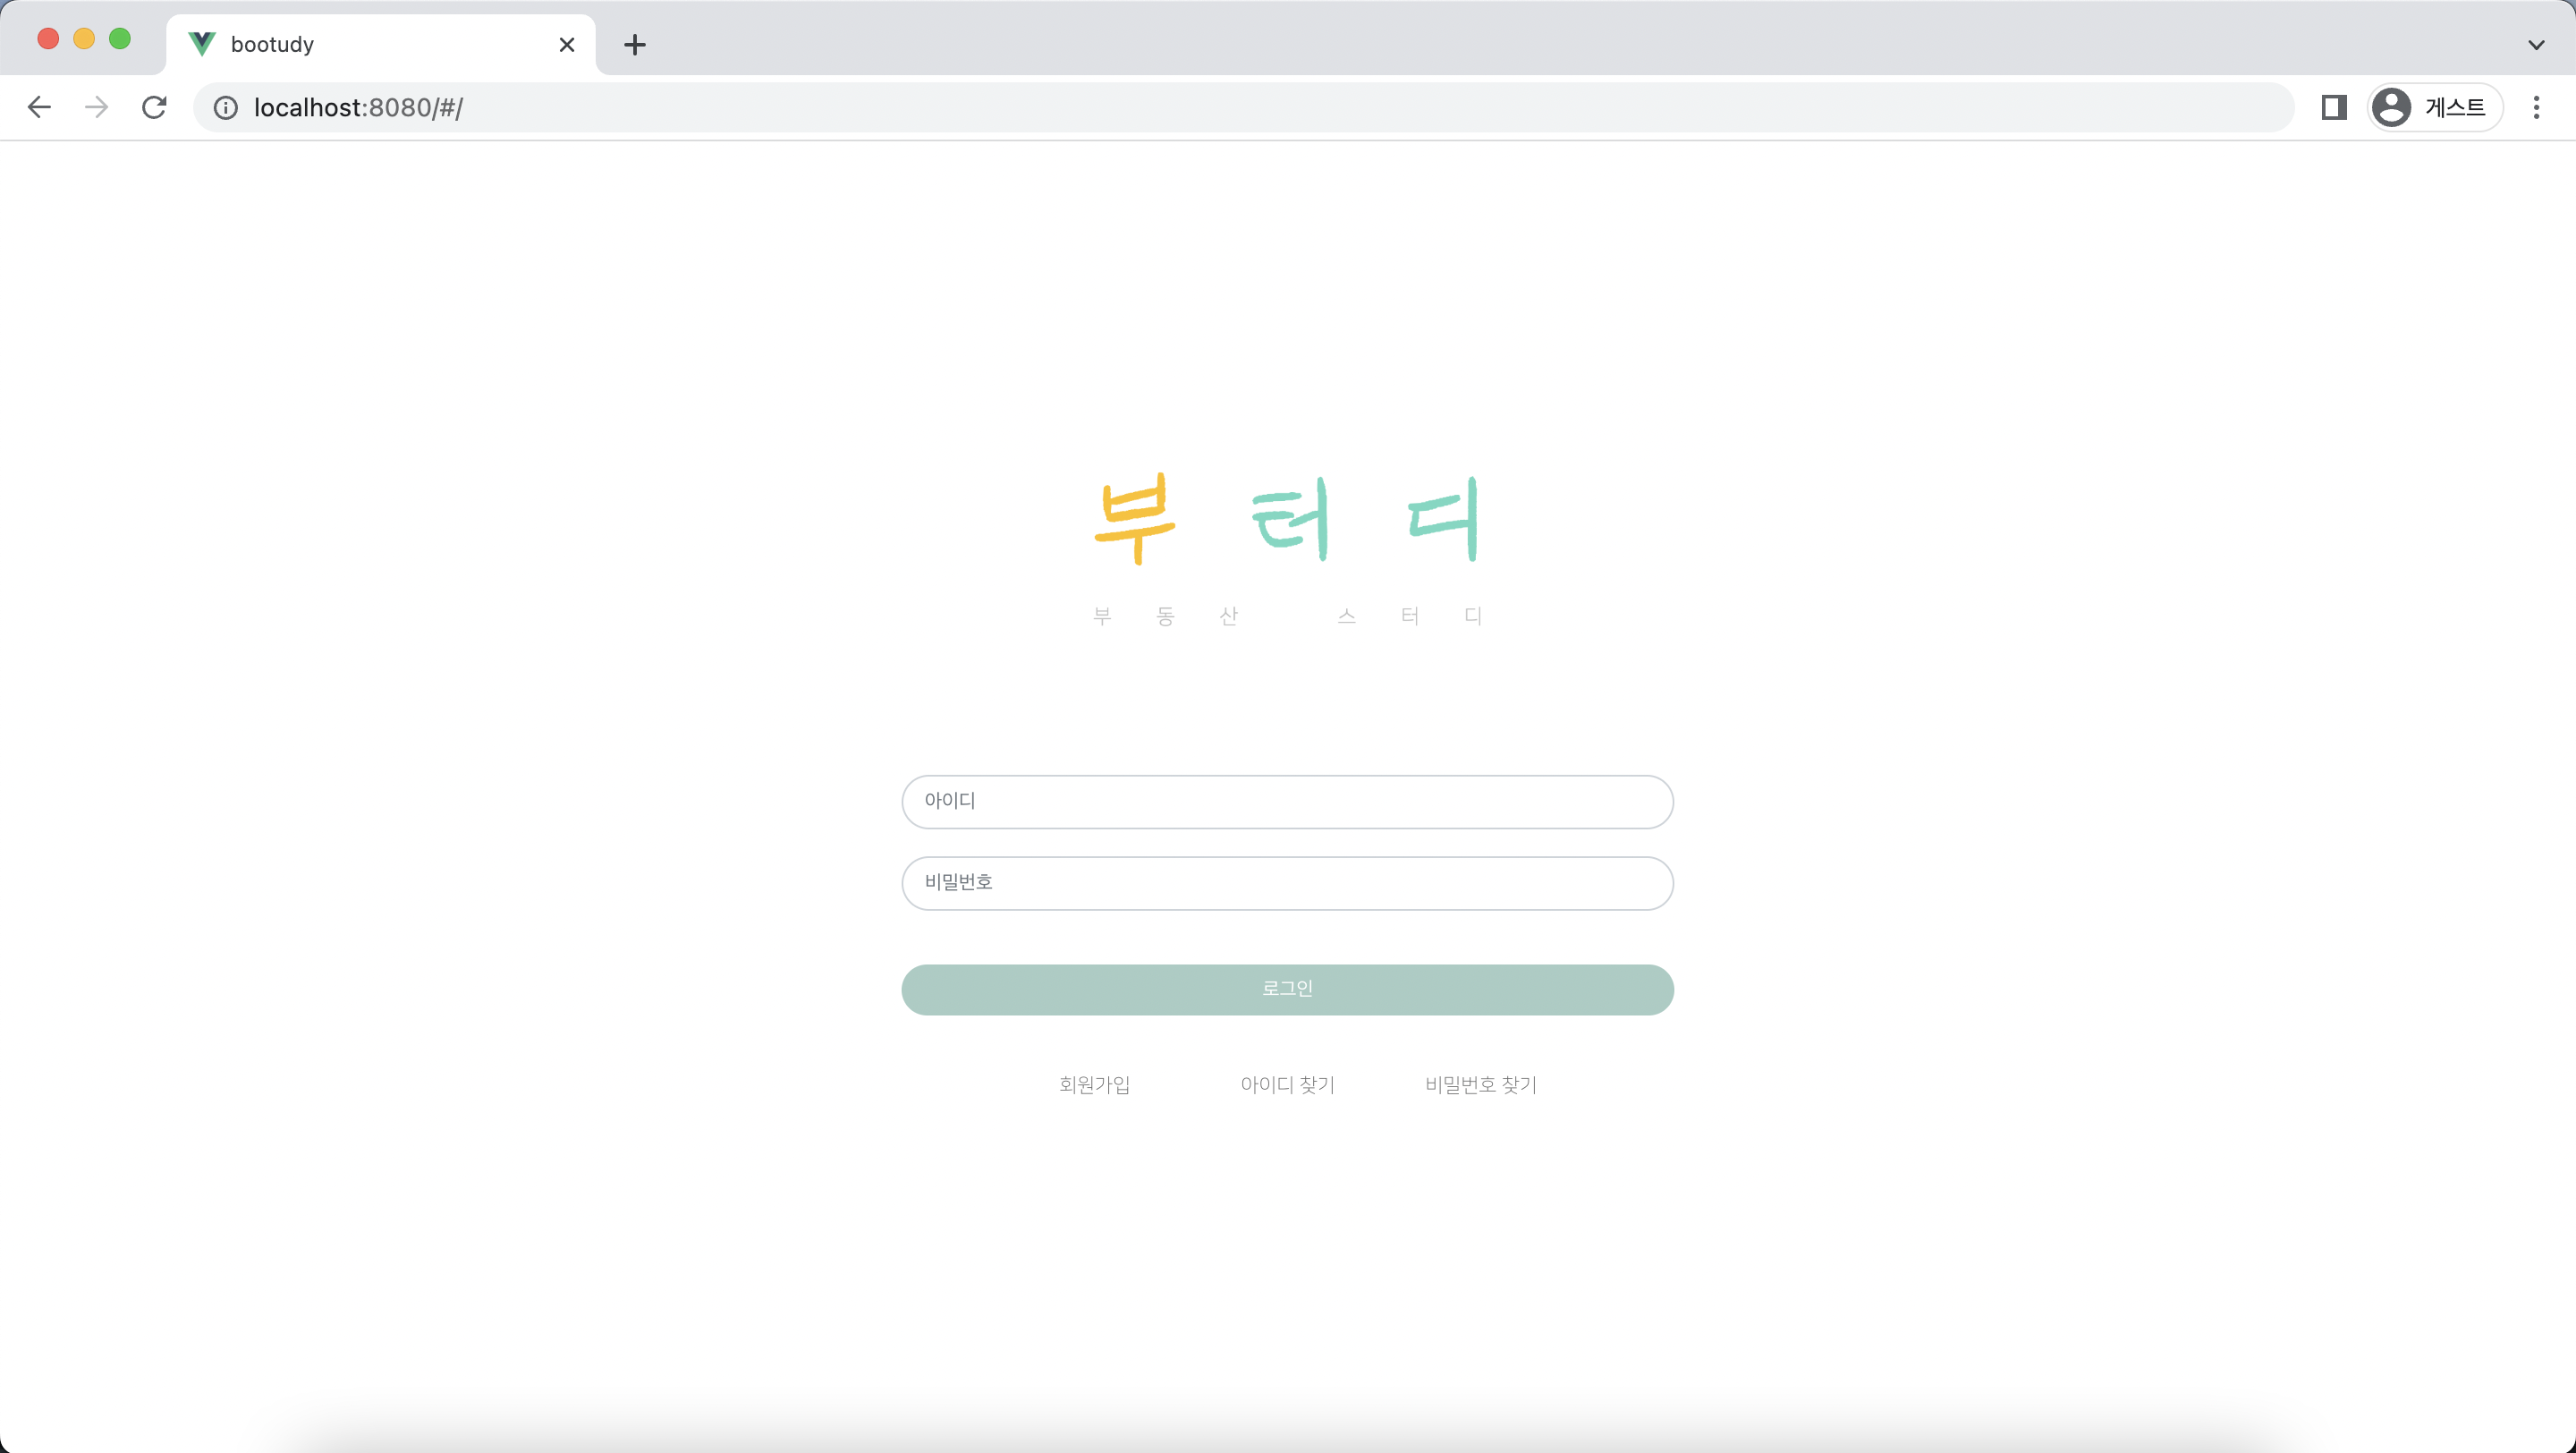 bootudy
localhost:8080/#/
게스트
부 터 디
부 동 산 스 터 디
아이디
비밀번호
로그인
회원가입 아이디 찾기 비밀번호 찾기